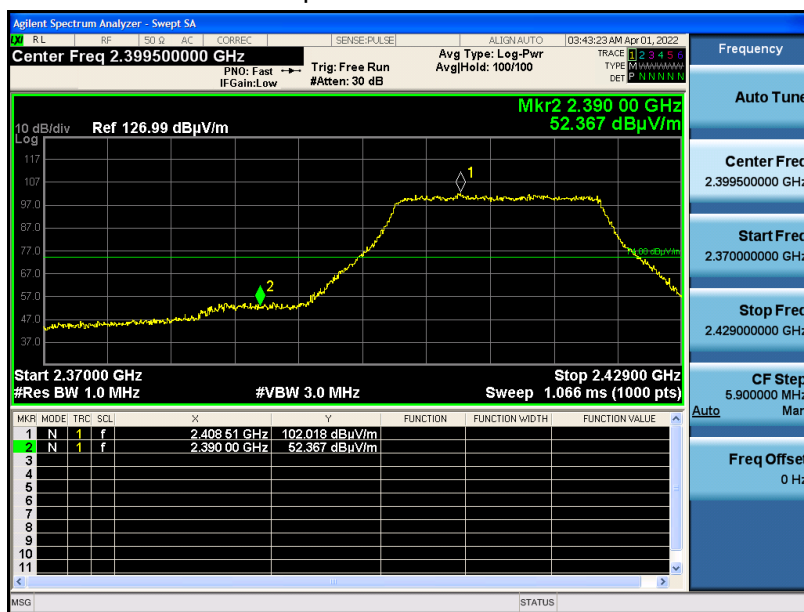 Agilent Spectrum Analyzer - Swept SA
LXI RL RF 50 Ω AC CORREC SENSE:PULSE ALIGN AUTO 03:43:23 AM Apr 01, 2022
Center Freq 2.399500000 GHz
PNO: Fast
IFGain:Low
Trig: Free Run
#Atten: 30 dB
Avg Type: Log-Pwr
Avg|Hold: 100/100
TRACE 1 2 3 4 5 6
TYPE M W W W W W
DET P N N N N N
Mkr2 2.390 00 GHz
52.367 dBµV/m
10 dB/div Ref 126.99 dBµV/m
Log
117
107
97.0
87.0
77.0
67.0
57.0
47.0
37.0
1
2
Start 2.37000 GHz Stop 2.42900 GHz
#Res BW 1.0 MHz #VBW 3.0 MHz Sweep 1.066 ms (1000 pts)
MKR MODE TRC SCL X Y FUNCTION FUNCTION WIDTH FUNCTION VALUE
1 N 1 f 2.408 51 GHz 102.018 dBµV/m
2 N 1 f 2.390 00 GHz 52.367 dBµV/m
3
4
5
6
7
8
9
10
11
MSG STATUS
Frequency
Auto Tune
Center Freq
2.399500000 GHz
Start Freq
2.370000000 GHz
Stop Freq
2.429000000 GHz
CF Step
5.900000 MHz
Auto Man
Freq Offset
0 Hz